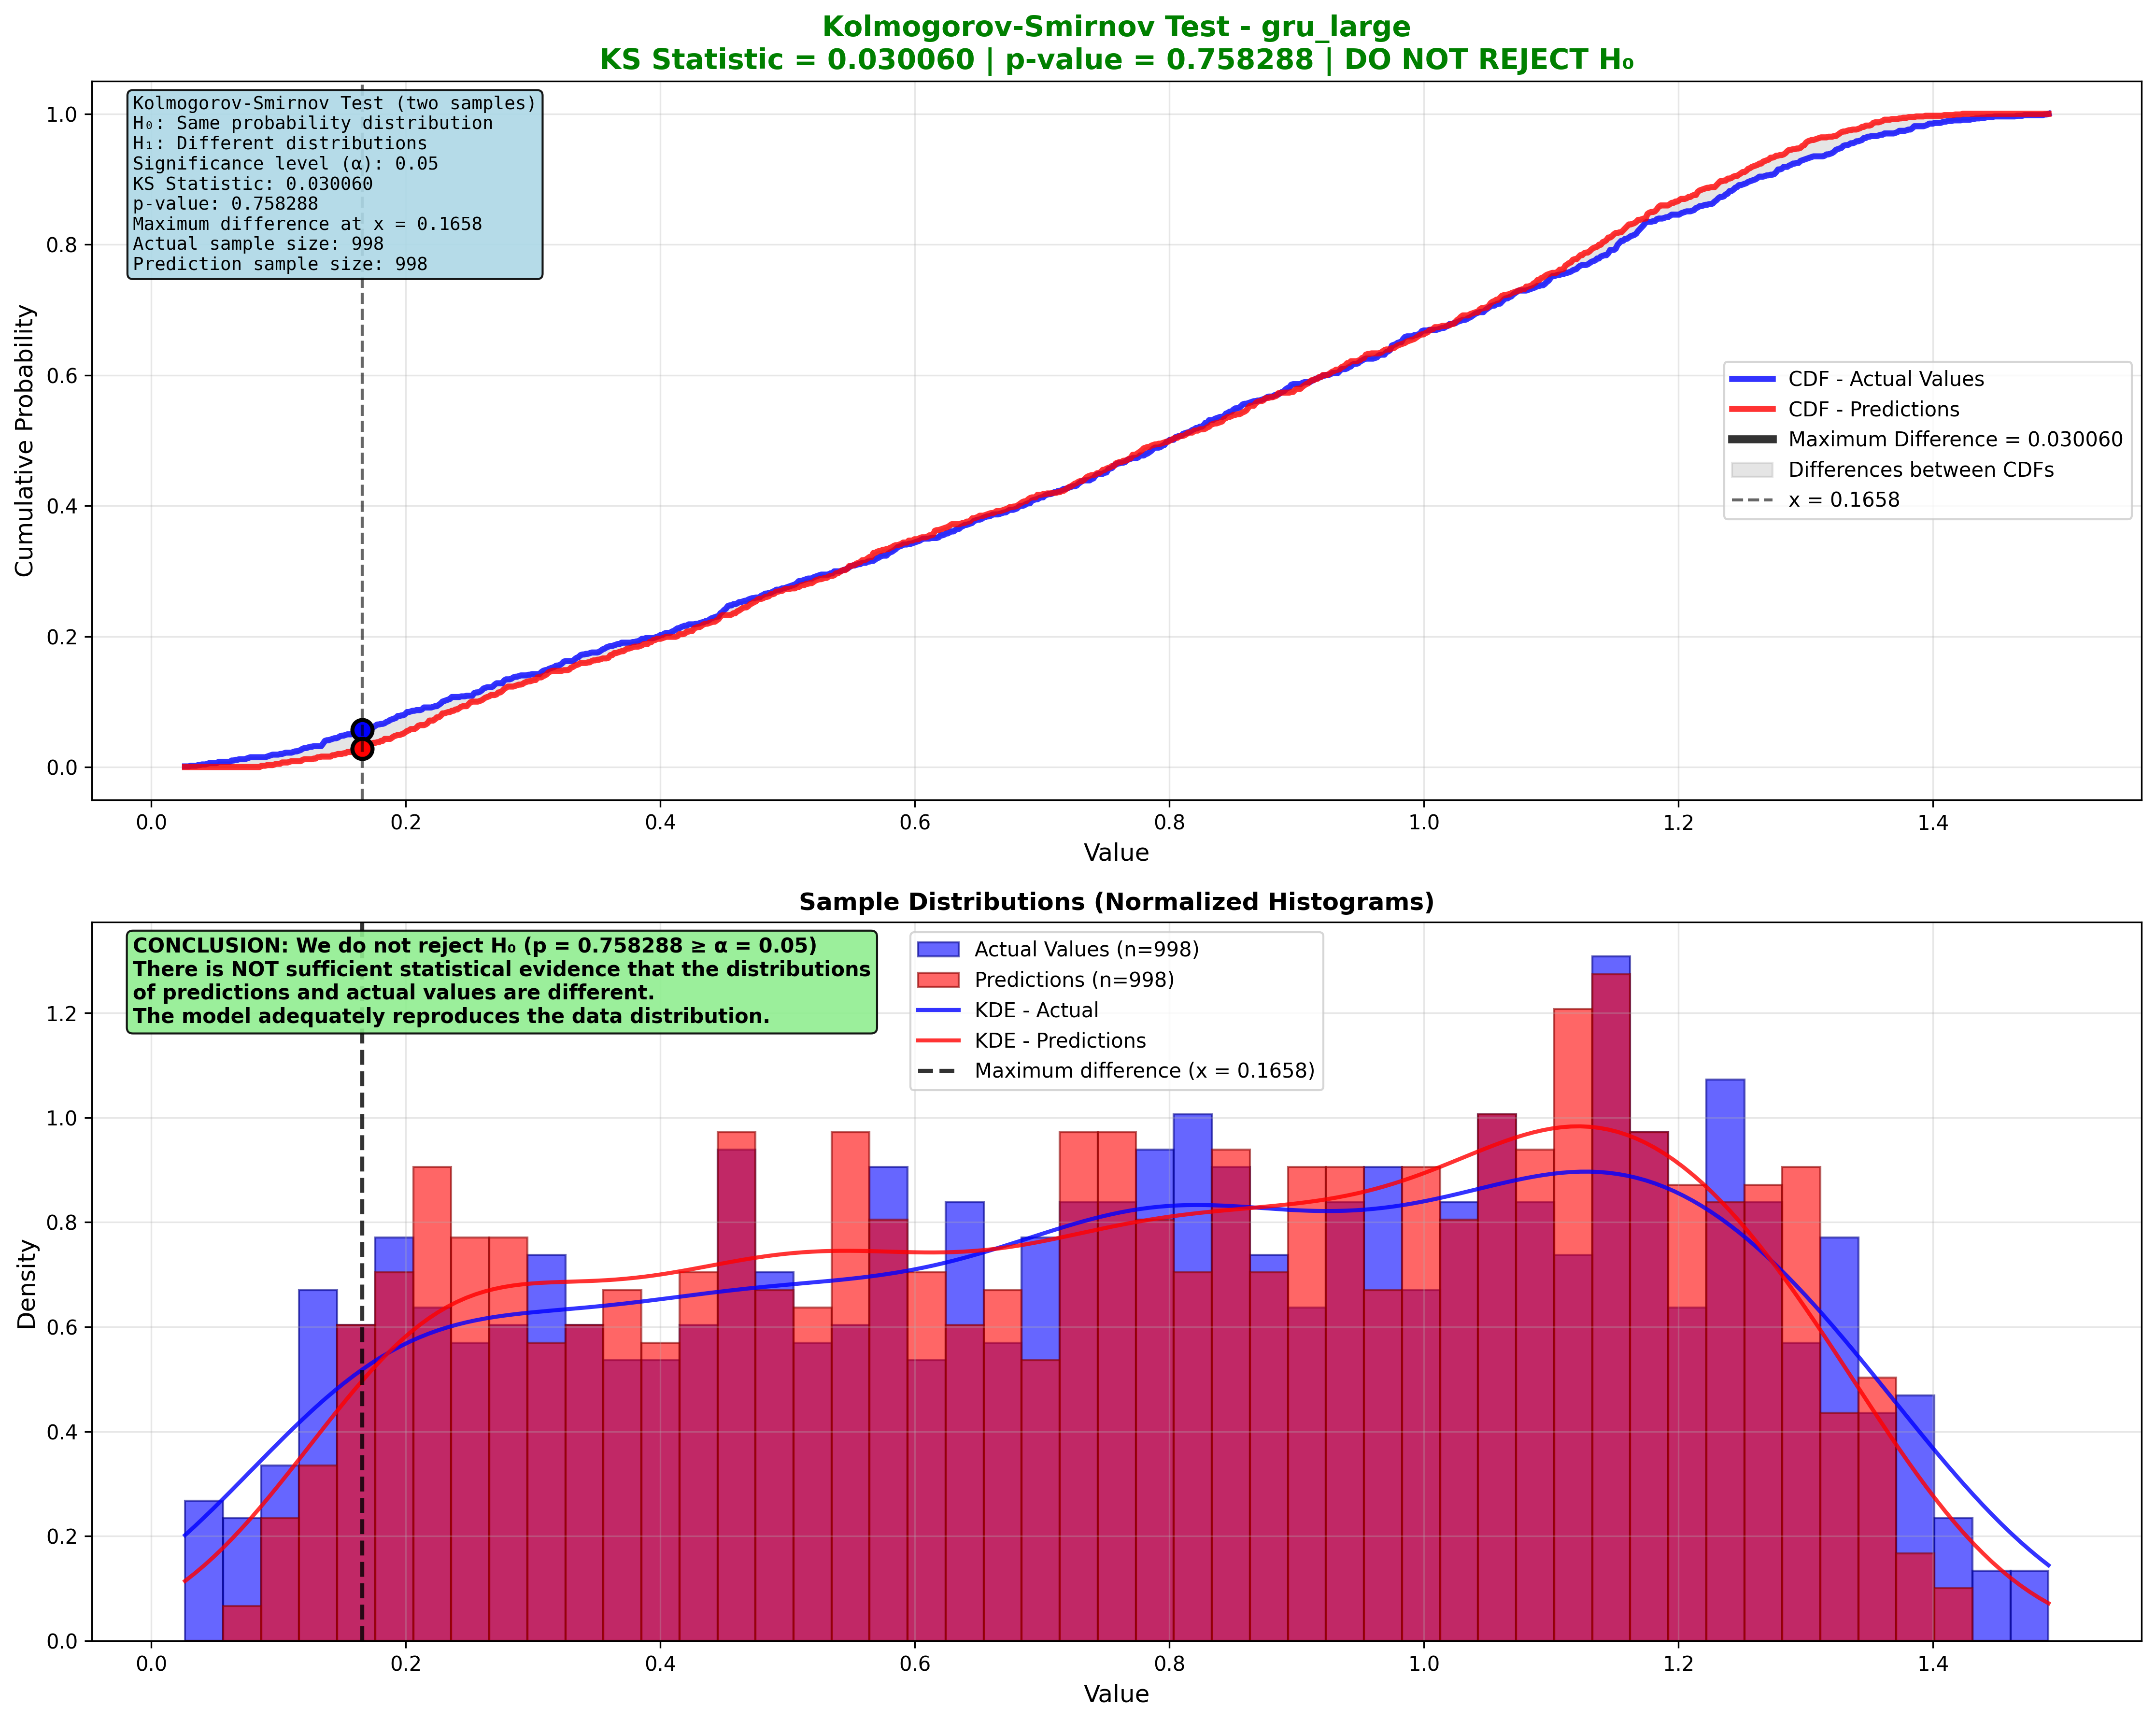 Kolmogorov-Smirnov Test - gru_large
KS Statistic = 0.030060 | p-value = 0.758288 | DO NOT REJECT H₀
Kolmogorov-Smirnov Test (two samples)
H₀: Same probability distribution
H₁: Different distributions
Significance level (α): 0.05
KS Statistic: 0.030060
p-value: 0.758288
Maximum difference at x = 0.1658
Actual sample size: 998
Prediction sample size: 998
Cumulative Probability
1.0
0.8
0.6
0.4
0.2
0.0
CDF - Actual Values
CDF - Predictions
Maximum Difference = 0.030060
Differences between CDFs
x = 0.1658
0.0 0.2 0.4 0.6 0.8 1.0 1.2 1.4
Value
Sample Distributions (Normalized Histograms)
CONCLUSION: We do not reject H₀ (p = 0.758288 ≥ α = 0.05)
There is NOT sufficient statistical evidence that the distributions
of predictions and actual values are different.
The model adequately reproduces the data distribution.
Actual Values (n=998)
Predictions (n=998)
KDE - Actual
KDE - Predictions
Maximum difference (x = 0.1658)
Density
1.2
1.0
0.8
0.6
0.4
0.2
0.0
0.0 0.2 0.4 0.6 0.8 1.0 1.2 1.4
Value